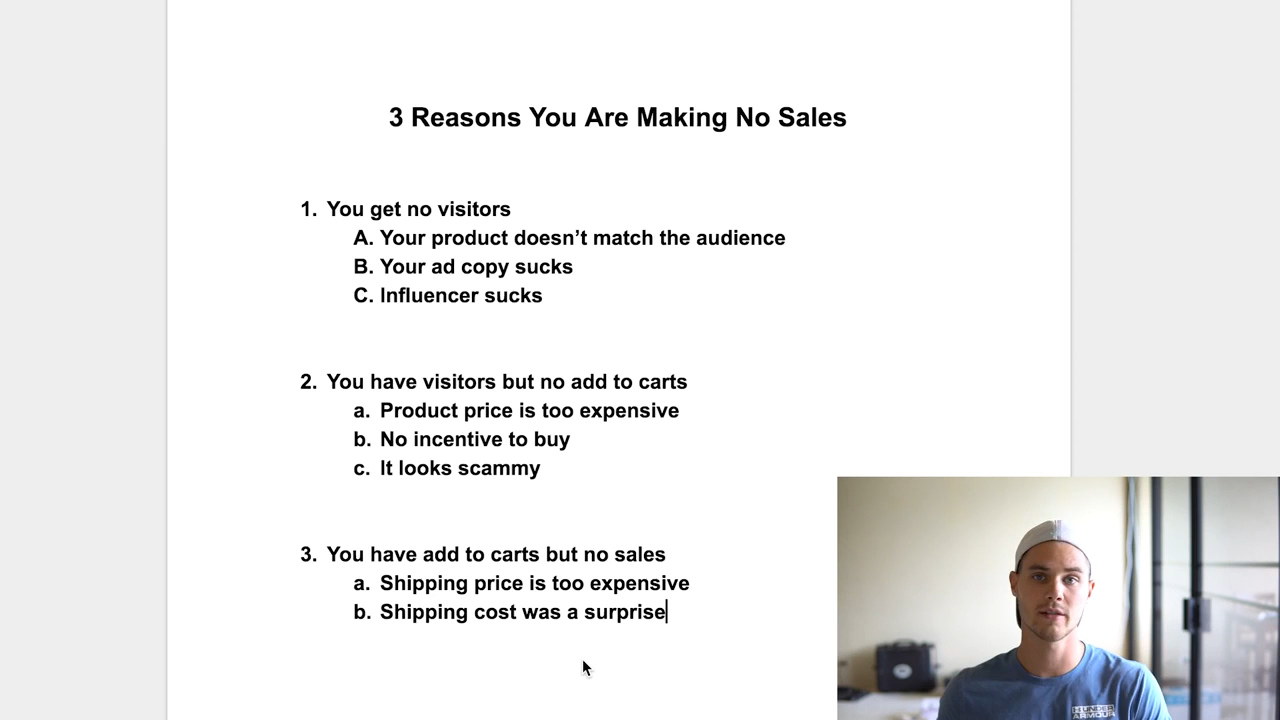 3 Reasons You Are Making No Sales
1. You get no visitors
A. Your product doesn’t match the audience
B. Your ad copy sucks
C. Influencer sucks
2. You have visitors but no add to carts
a. Product price is too expensive
b. No incentive to buy
c. It looks scammy
3. You have add to carts but no sales
a. Shipping price is too expensive
b. Shipping cost was a surprise
UNDER
ARMOUR